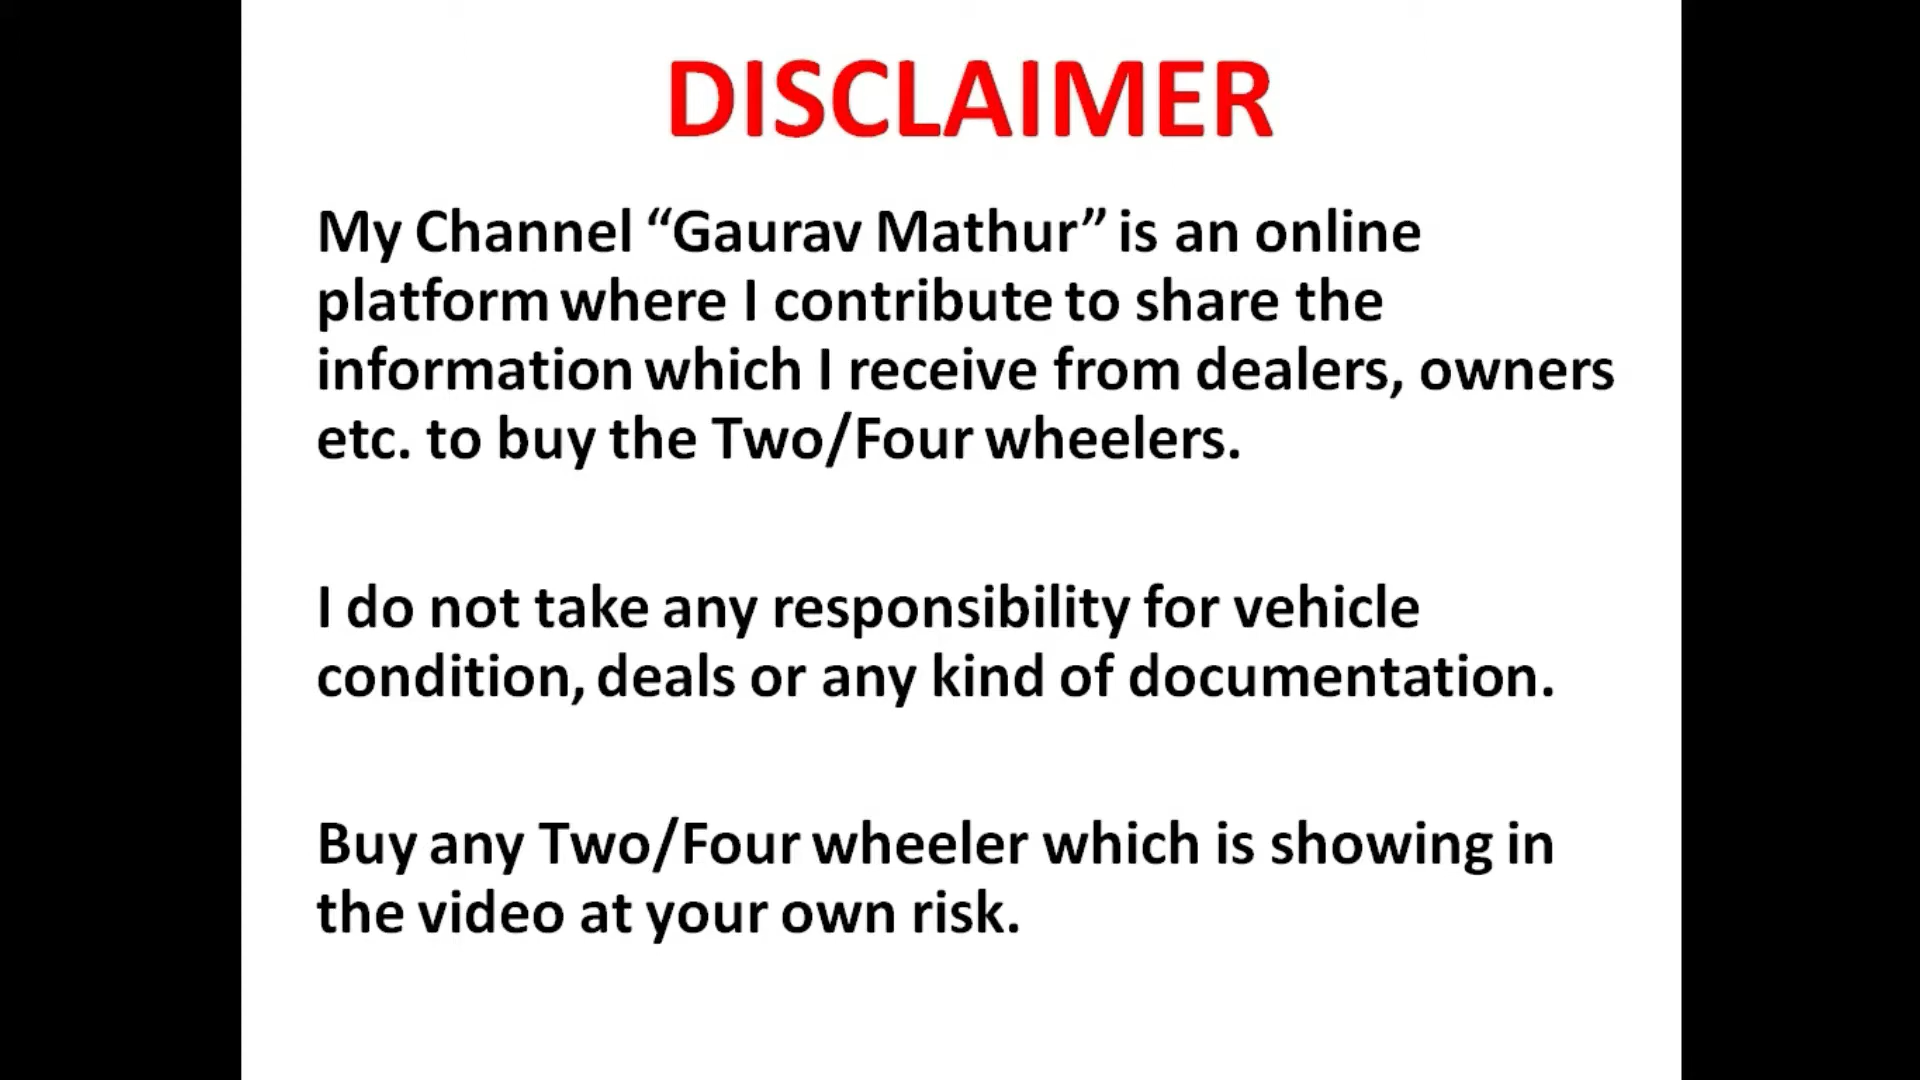 DISCLAIMER
My Channel “Gaurav Mathur” is an online
platform where I contribute to share the
information which I receive from dealers, owners
etc. to buy the Two/Four wheelers.
I do not take any responsibility for vehicle
condition, deals or any kind of documentation.
Buy any Two/Four wheeler which is showing in
the video at your own risk.